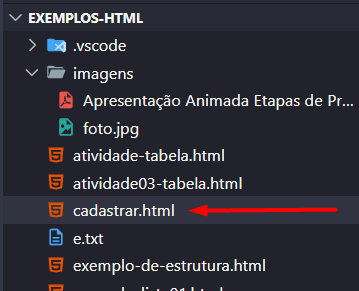 EXEMPLOS-HTML
.vscode
imagens
Apresentação Animada Etapas de Pr...
foto.jpg
atividade-tabela.html
atividade03-tabela.html
cadastrar.html
e.txt
exemplo-de-estrutura.html